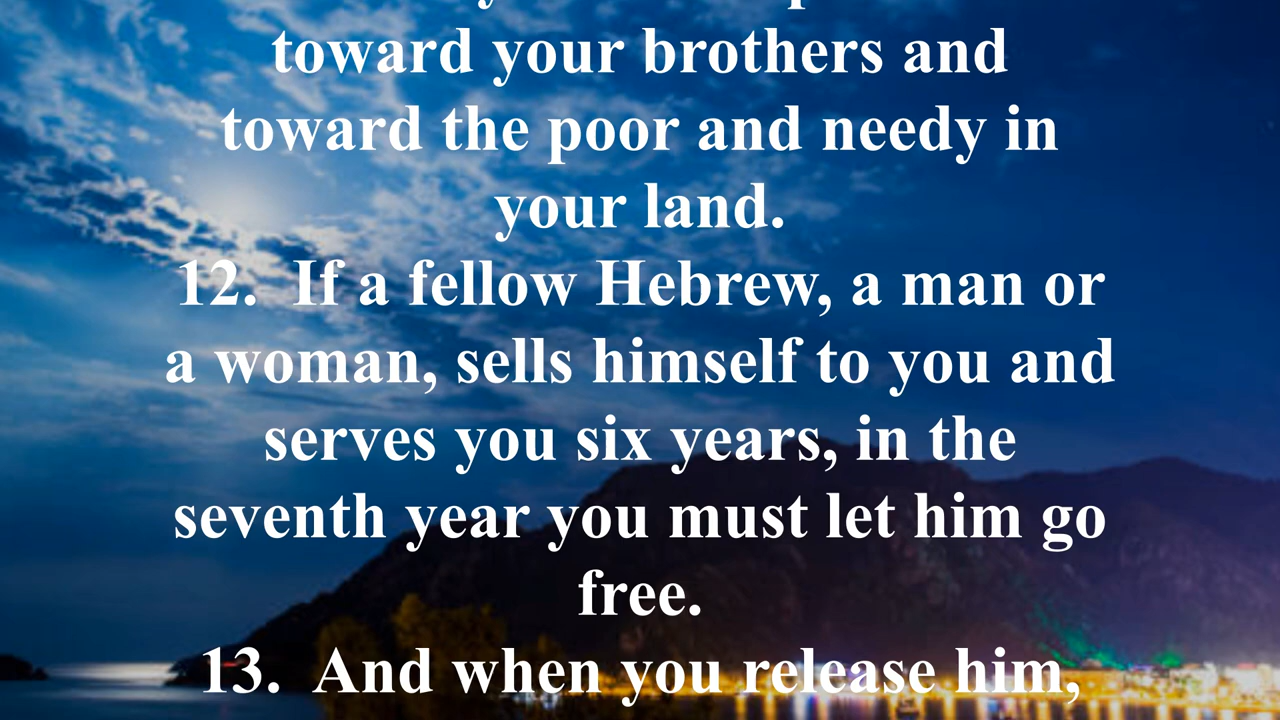 toward your brothers and
toward the poor and needy in
your land.
12. If a fellow Hebrew, a man or
a woman, sells himself to you and
serves you six years, in the
seventh year you must let him go
free.
13. And when you release him,